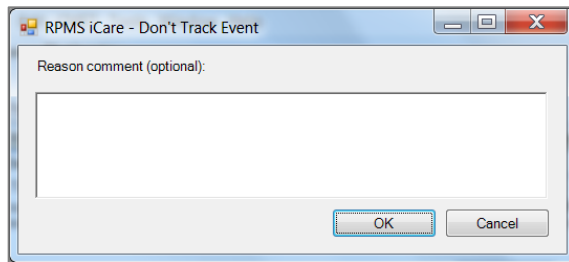 RPMS iCare - Don't Track Event
Reason comment (optional):
OK Cancel